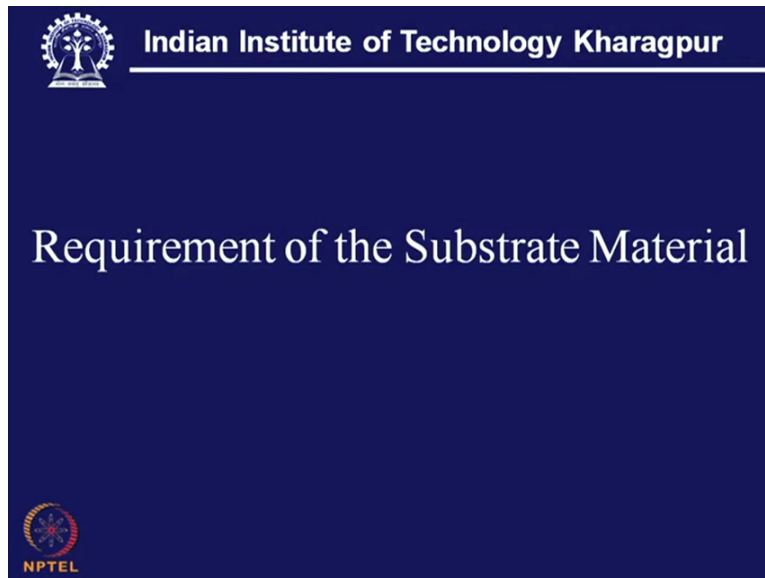 Indian Institute of Technology Kharagpur
Requirement of the Substrate Material
NPTEL